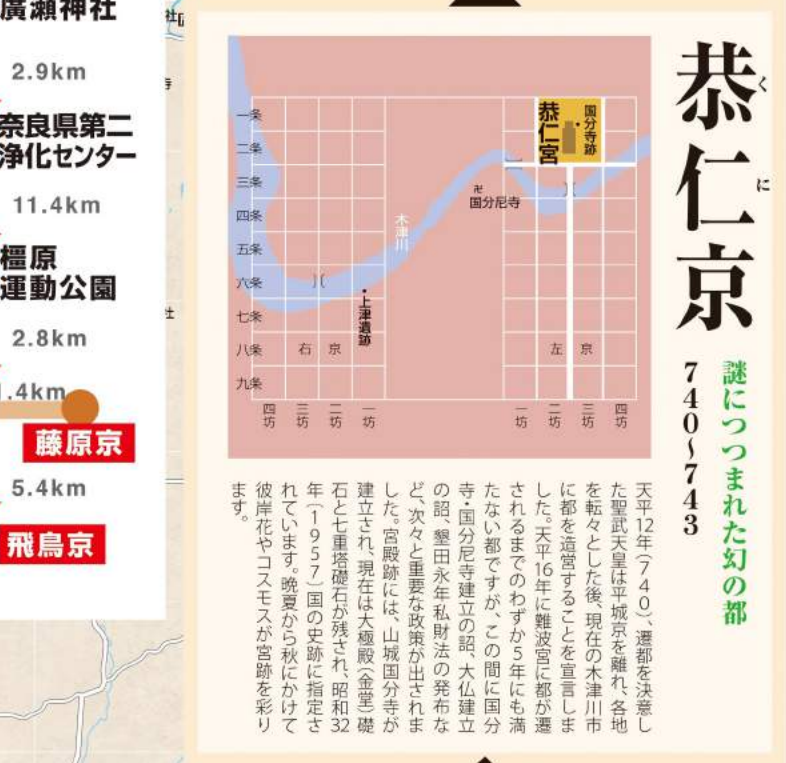 廣瀬神社
2.9km
奈良県第二
浄化センター
11.4km
橿原
運動公園
2.8km
.4km
藤原京
5.4km
飛鳥京
社
寺
社
恭仁京
くに
謎につつまれた幻の都
740〜743
一条
二条
三条
四条
五条
六条
七条
八条
九条
恭仁宮
国分寺跡
卍
国分尼寺
木津川
上津遺跡
右京
左京
四坊
三坊
二坊
一坊
一坊
二坊
三坊
四坊
天平12年(740)、遷都を決意し
た聖武天皇は平城京を離れ、各地
を転々とした後、現在の木津川市
に都を造営することを宣言しま
した。天平16年に難波宮に都が遷
されるまでのわずか5年にも満
たない都ですが、この間に国分
寺・国分尼寺建立の詔、大仏建立
の詔、墾田永年私財法の発布な
ど、次々と重要な政策が出されま
した。宮殿跡には、山城国分寺が
建立され、現在は大極殿(金堂)礎
石と七重塔礎石が残され、昭和32
年(1957)国の史跡に指定さ
れています。晩夏から秋にかけて
彼岸花やコスモスが宮跡を彩り
ます。